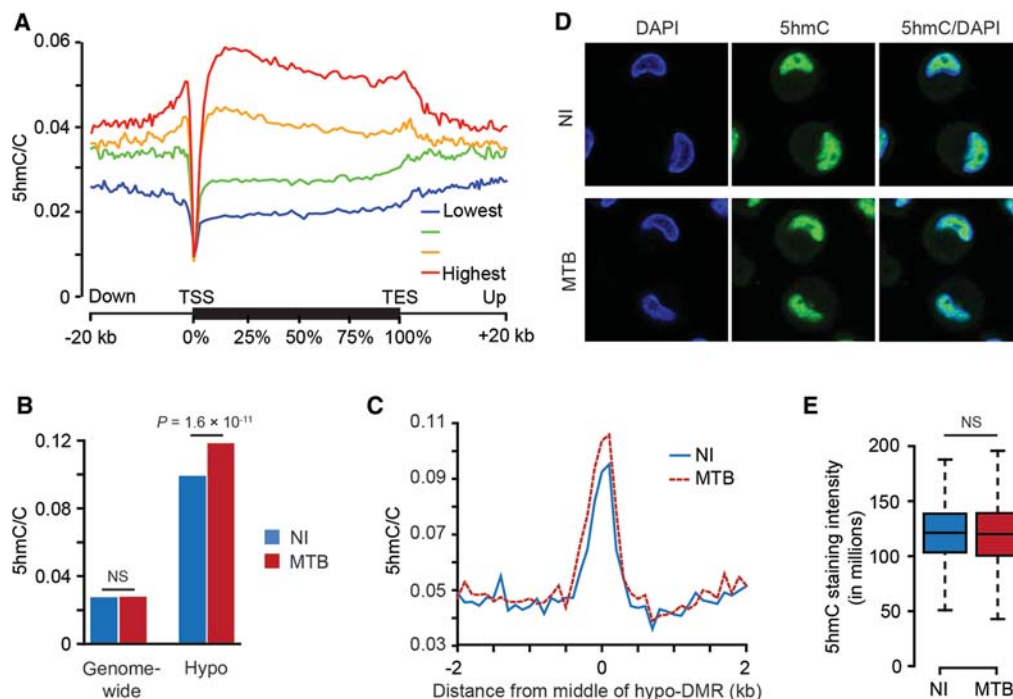 A
0.06
0.04
0.02
0
5hmC/C
Lowest
Highest
Down
TSS
TES
Up
-20 kb
0%
25%
50%
75%
100%
+20 kb
B
P = 1.6 × 10⁻¹¹
0.12
0.08
0.04
0
5hmC/C
NS
NI
MTB
Genome-
wide
Hypo
C
0.11
0.09
0.07
0.05
0.03
5hmC/C
NI
MTB
-2
0
2
Distance from middle of hypo-DMR (kb)
D
DAPI
5hmC
5hmC/DAPI
NI
MTB
E
NS
200
150
100
50
0
5hmC staining intensity
(in millions)
NI
MTB